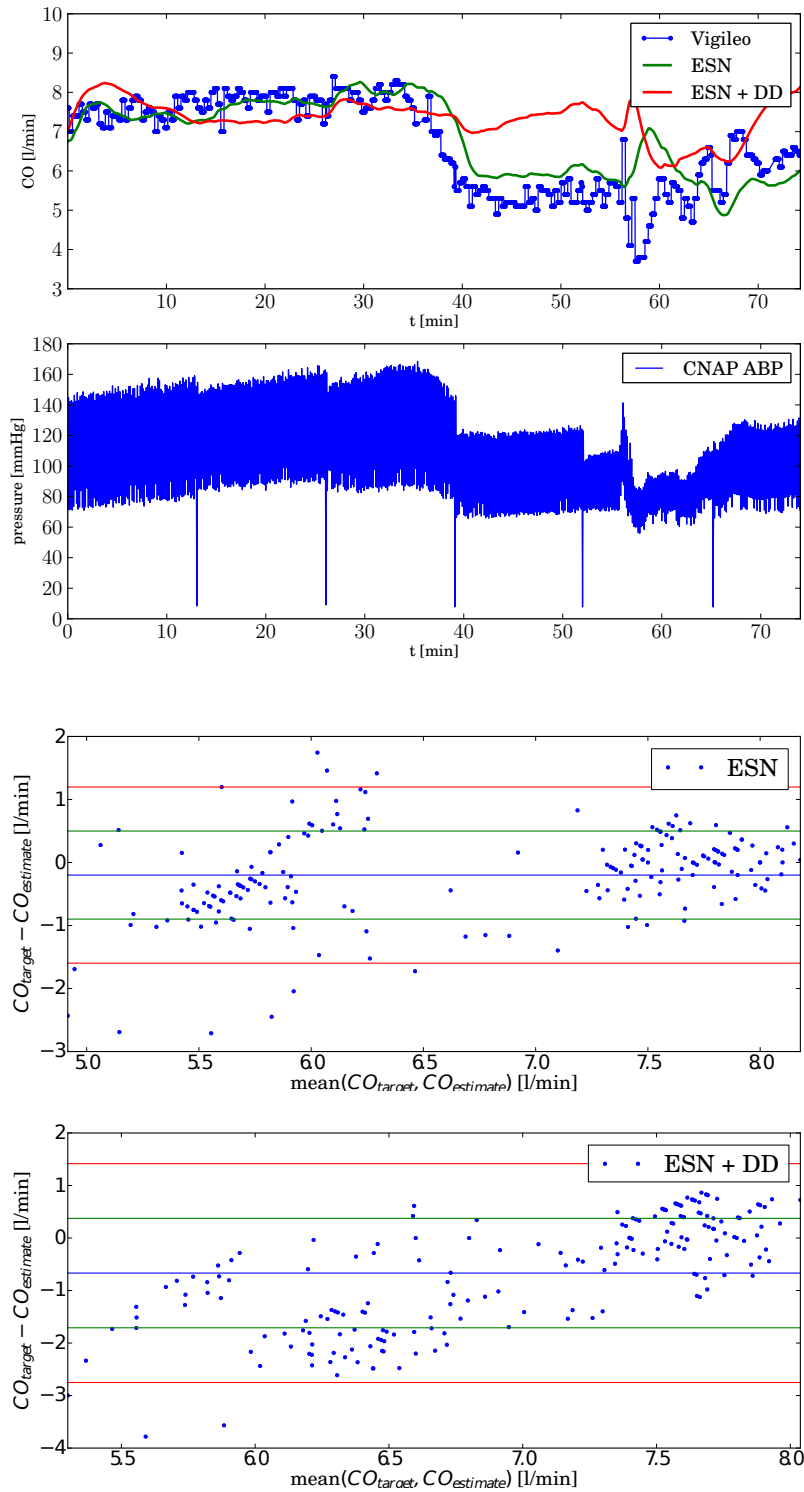 10
9
8
7
6
5
4
3
CO [l/min]
Vigileo
ESN
ESN + DD
10 20 30 40 50 60 70
t [min]
180
160
140
120
100
80
60
40
20
0
pressure [mmHg]
CNAP ABP
0 10 20 30 40 50 60 70
t [min]
2
1
0
−1
−2
−3
CO_target − CO_estimate [l/min]
ESN
5.0 5.5 6.0 6.5 7.0 7.5 8.0
mean(CO_target, CO_estimate) [l/min]
2
1
0
−1
−2
−3
−4
CO_target − CO_estimate [l/min]
ESN + DD
5.5 6.0 6.5 7.0 7.5 8.0
mean(CO_target, CO_estimate) [l/min]